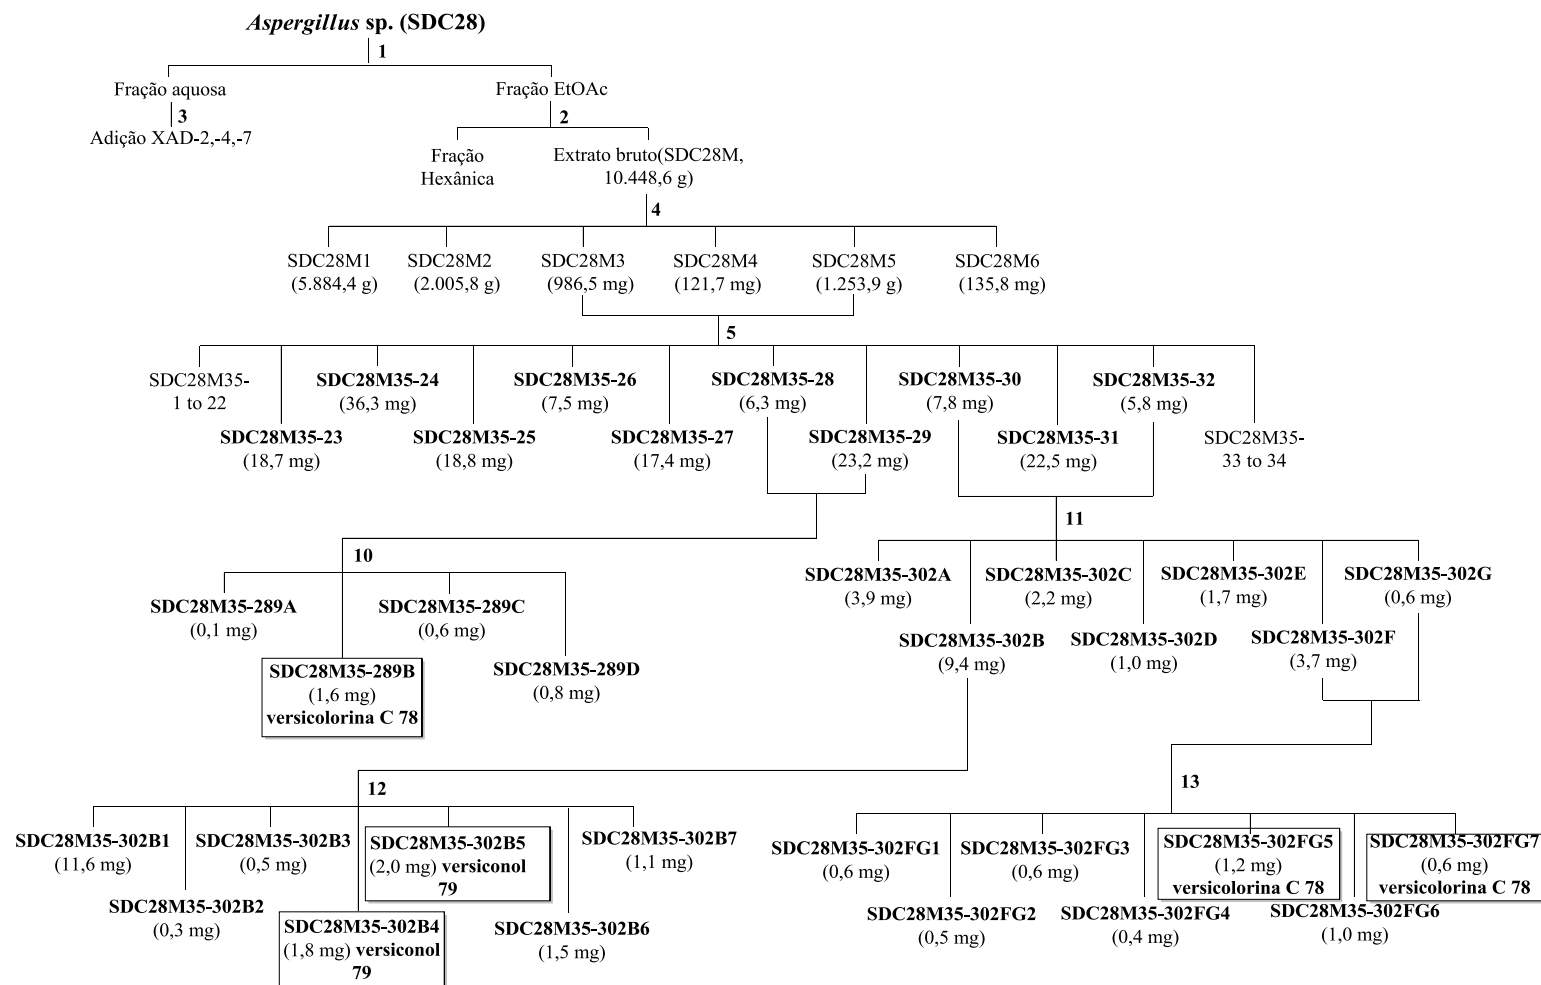 Aspergillus sp. (SDC28)
1
Fração aquosa
Fração EtOAc
3
2
Adição XAD-2,-4,-7
Fração
Hexânica
Extrato bruto(SDC28M,
10.448,6 g)
4
SDC28M1
(5.884,4 g)
SDC28M2
(2.005,8 g)
SDC28M3
(986,5 mg)
SDC28M4
(121,7 mg)
SDC28M5
(1.253,9 g)
SDC28M6
(135,8 mg)
5
SDC28M35-
1 to 22
SDC28M35-23
(18,7 mg)
SDC28M35-24
(36,3 mg)
SDC28M35-25
(18,8 mg)
SDC28M35-26
(7,5 mg)
SDC28M35-27
(17,4 mg)
SDC28M35-28
(6,3 mg)
SDC28M35-29
(23,2 mg)
SDC28M35-30
(7,8 mg)
SDC28M35-31
(22,5 mg)
SDC28M35-32
(5,8 mg)
SDC28M35-
33 to 34
10
11
SDC28M35-289A
(0,1 mg)
SDC28M35-289B
(1,6 mg)
versicolorina C 78
SDC28M35-289C
(0,6 mg)
SDC28M35-289D
(0,8 mg)
SDC28M35-302A
(3,9 mg)
SDC28M35-302B
(9,4 mg)
SDC28M35-302C
(2,2 mg)
SDC28M35-302D
(1,0 mg)
SDC28M35-302E
(1,7 mg)
SDC28M35-302F
(3,7 mg)
SDC28M35-302G
(0,6 mg)
12
13
SDC28M35-302B1
(11,6 mg)
SDC28M35-302B2
(0,3 mg)
SDC28M35-302B3
(0,5 mg)
SDC28M35-302B4
(1,8 mg) versiconol
79
SDC28M35-302B5
(2,0 mg) versiconol
79
SDC28M35-302B6
(1,5 mg)
SDC28M35-302B7
(1,1 mg)
SDC28M35-302FG1
(0,6 mg)
SDC28M35-302FG2
(0,5 mg)
SDC28M35-302FG3
(0,6 mg)
SDC28M35-302FG4
(0,4 mg)
SDC28M35-302FG5
(1,2 mg)
versicolorina C 78
SDC28M35-302FG6
(1,0 mg)
SDC28M35-302FG7
(0,6 mg)
versicolorina C 78